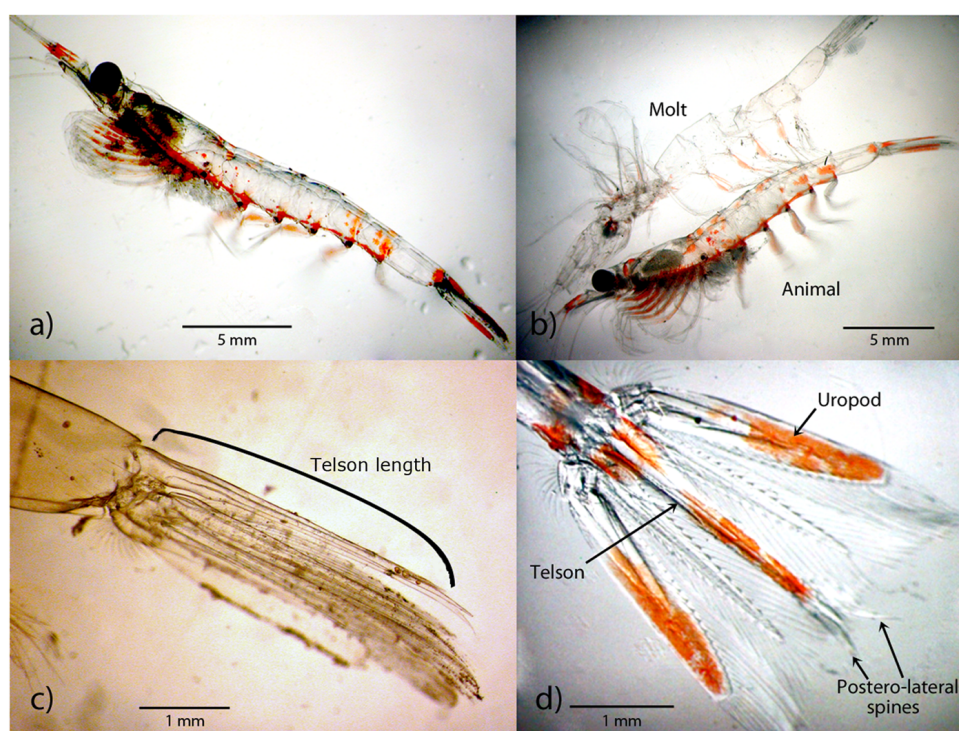 a)
5 mm
Molt
Animal
b)
5 mm
Telson length
c)
1 mm
Uropod
Telson
Postero-lateral
spines
d)
1 mm